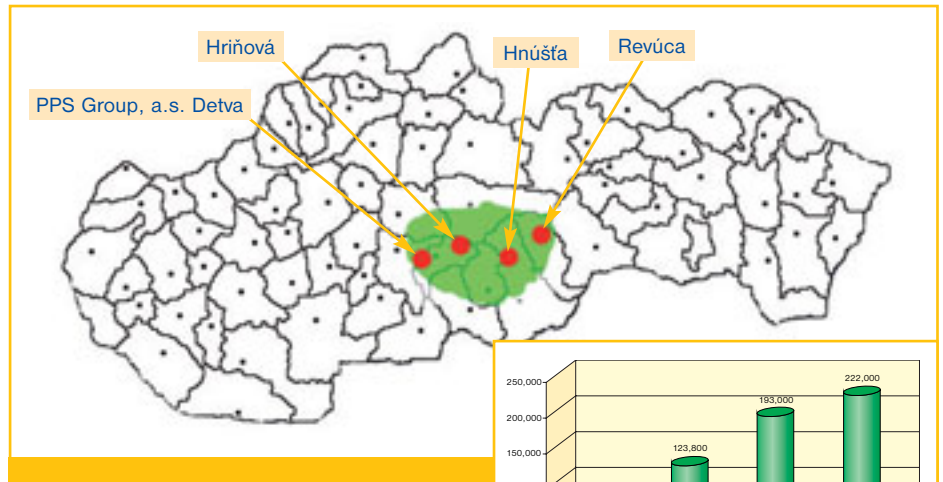 Hriňová
Hnúšťa
Revúca
PPS Group, a.s. Detva
250,000
222,000
200,000
193,000
150,000
123,800